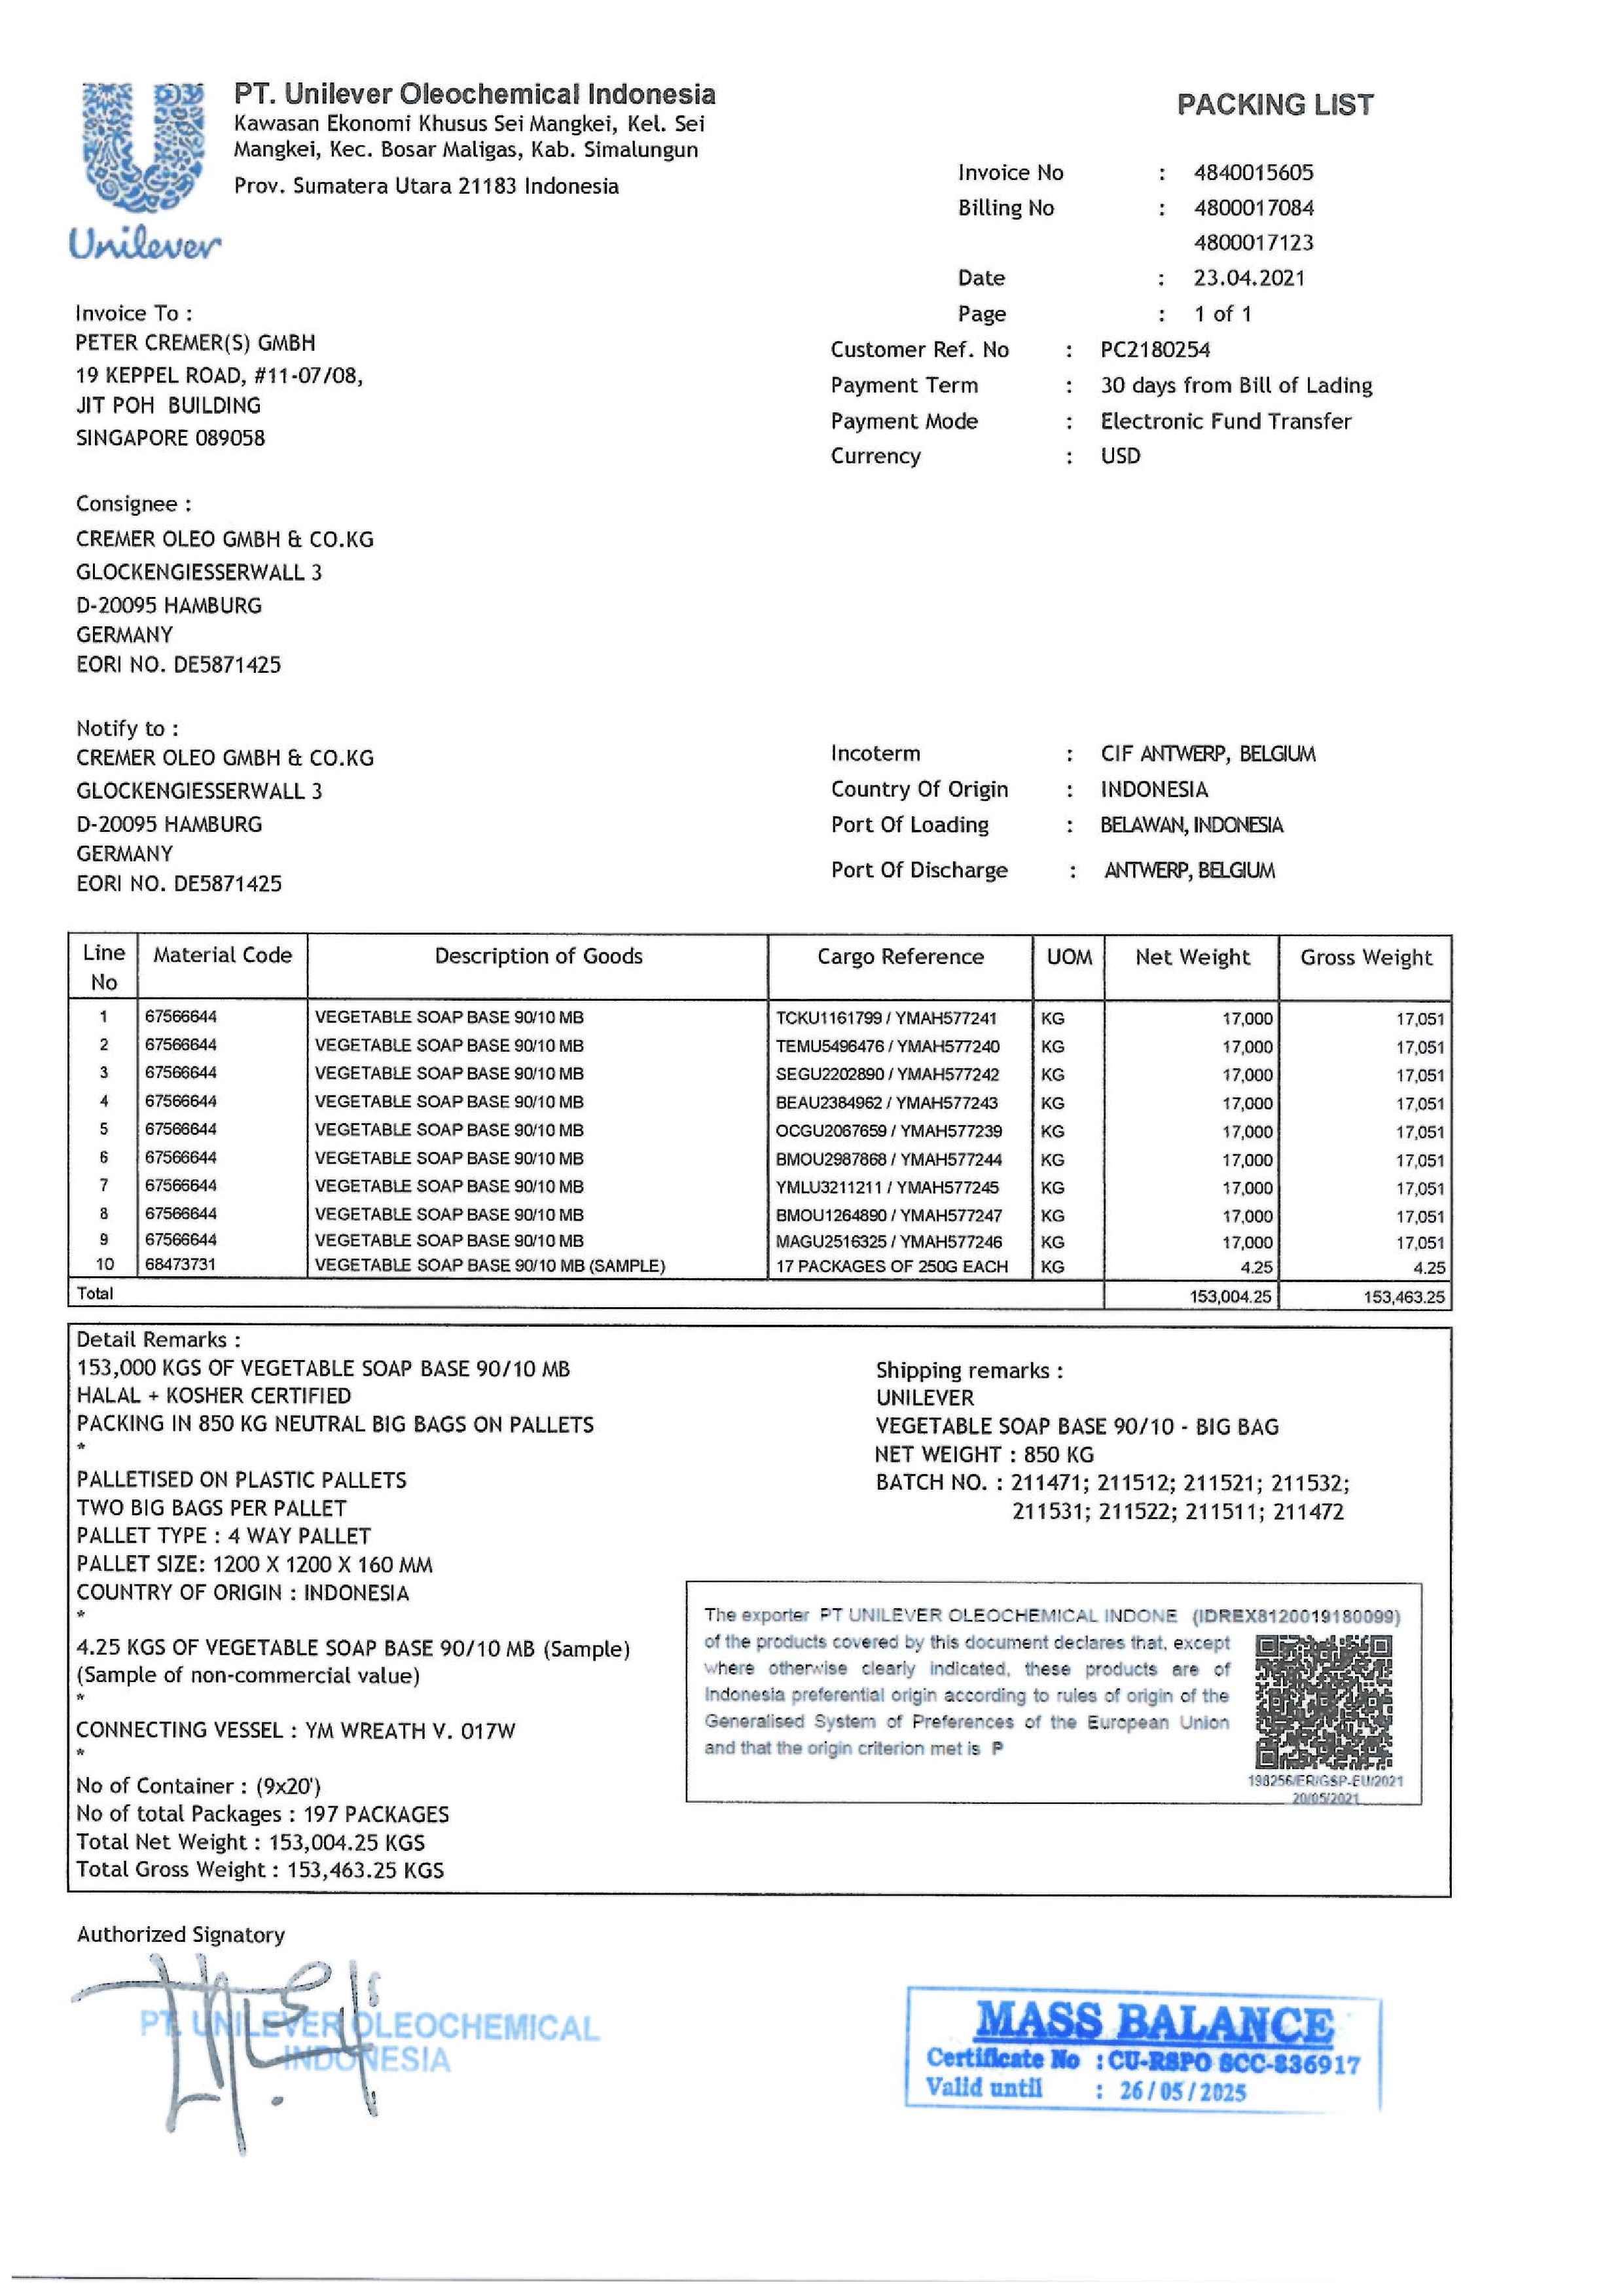 PT. Unilever Oleochemical Indonesia
Kawasan Ekonomi Khusus Sei Mangkei, Kel. Sei
Mangkei, Kec. Bosar Maligas, Kab. Simalungun
Prov. Sumatera Utara 21183 Indonesia
Unilever
PACKING LIST
Invoice No : 4840015605
Billing No : 4800017084
4800017123
Date : 23.04.2021
Page : 1 of 1
Customer Ref. No : PC2180254
Payment Term : 30 days from Bill of Lading
Payment Mode : Electronic Fund Transfer
Currency : USD
Invoice To :
PETER CREMER(S) GMBH
19 KEPPEL ROAD, #11-07/08,
JIT POH BUILDING
SINGAPORE 089058
Consignee :
CREMER OLEO GMBH & CO.KG
GLOCKENGIESSERWALL 3
D-20095 HAMBURG
GERMANY
EORI NO. DE5871425
Notify to :
CREMER OLEO GMBH & CO.KG
GLOCKENGIESSERWALL 3
D-20095 HAMBURG
GERMANY
EORI NO. DE5871425
Incoterm : CIF ANTWERP, BELGIUM
Country Of Origin : INDONESIA
Port Of Loading : BELAWAN, INDONESIA
Port Of Discharge : ANTWERP, BELGIUM
Line No Material Code Description of Goods Cargo Reference UOM Net Weight Gross Weight
1 67566644 VEGETABLE SOAP BASE 90/10 MB TCKU1161799 / YMAH577241 KG 17,000 17,051
2 67566644 VEGETABLE SOAP BASE 90/10 MB TEMU5496476 / YMAH577240 KG 17,000 17,051
3 67566644 VEGETABLE SOAP BASE 90/10 MB SEGU2202890 / YMAH577242 KG 17,000 17,051
4 67566644 VEGETABLE SOAP BASE 90/10 MB BEAU2384962 / YMAH577243 KG 17,000 17,051
5 67566644 VEGETABLE SOAP BASE 90/10 MB OCGU2067659 / YMAH577239 KG 17,000 17,051
6 67566644 VEGETABLE SOAP BASE 90/10 MB BMOU2987868 / YMAH577244 KG 17,000 17,051
7 67566644 VEGETABLE SOAP BASE 90/10 MB YMLU3211211 / YMAH577245 KG 17,000 17,051
8 67566644 VEGETABLE SOAP BASE 90/10 MB BMOU1264890 / YMAH577247 KG 17,000 17,051
9 67566644 VEGETABLE SOAP BASE 90/10 MB MAGU2516325 / YMAH577246 KG 17,000 17,051
10 68473731 VEGETABLE SOAP BASE 90/10 MB (SAMPLE) 17 PACKAGES OF 250G EACH KG 4.25 4.25
Total 153,004.25 153,463.25
Detail Remarks :
153,000 KGS OF VEGETABLE SOAP BASE 90/10 MB
HALAL + KOSHER CERTIFIED
PACKING IN 850 KG NEUTRAL BIG BAGS ON PALLETS
*
PALLETISED ON PLASTIC PALLETS
TWO BIG BAGS PER PALLET
PALLET TYPE : 4 WAY PALLET
PALLET SIZE: 1200 X 1200 X 160 MM
COUNTRY OF ORIGIN : INDONESIA
*
4.25 KGS OF VEGETABLE SOAP BASE 90/10 MB (Sample)
(Sample of non-commercial value)
*
CONNECTING VESSEL : YM WREATH V. 017W
*
No of Container : (9x20')
No of total Packages : 197 PACKAGES
Total Net Weight : 153,004.25 KGS
Total Gross Weight : 153,463.25 KGS
Shipping remarks :
UNILEVER
VEGETABLE SOAP BASE 90/10 - BIG BAG
NET WEIGHT : 850 KG
BATCH NO. : 211471; 211512; 211521; 211532;
211531; 211522; 211511; 211472
The exporter PT UNILEVER OLEOCHEMICAL INDONE (IDREX8120019180099)
of the products covered by this document declares that, except
where otherwise clearly indicated, these products are of
Indonesia preferential origin according to rules of origin of the
Generalised System of Preferences of the European Union
and that the origin criterion met is P
198256/ER/GSP-EU/2021
20/05/2021
Authorized Signatory
PT. UNILEVER OLEOCHEMICAL
INDONESIA
MASS BALANCE
Certificate No : CU-RSPO SCC-836917
Valid until : 26/05/2025